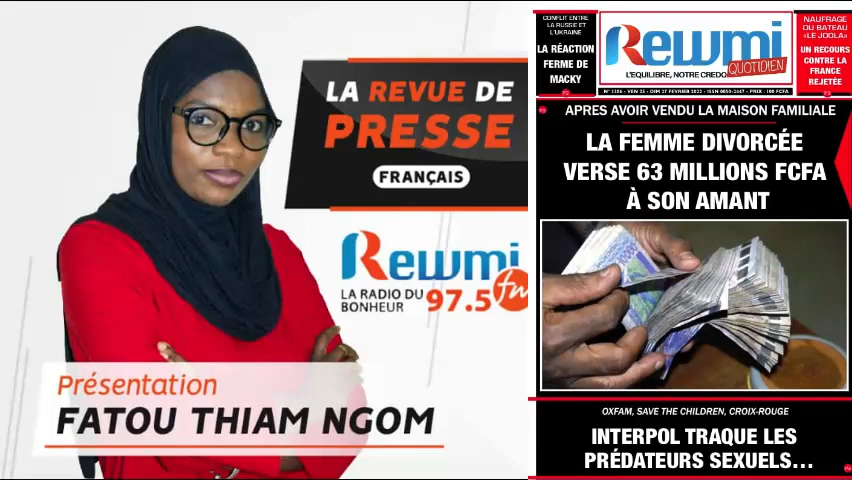 LA REVUE DE
PRESSE
FRANÇAIS
Rewmi fm
LA RADIO DU
BONHEUR
97.5
Présentation
FATOU THIAM NGOM
CONFLIT ENTRE
LA RUSSIE ET
L'UKRAINE
LA RÉACTION
FERME DE
MACKY
Rewmi
QUOTIDIEN
L'EQUILIBRE, NOTRE CREDO
NAUFRAGE
DU BATEAU
«LE JOOLA»
UN RECOURS
CONTRE LA
FRANCE
REJETÉE
APRES AVOIR VENDU LA MAISON FAMILIALE
LA FEMME DIVORCÉE
VERSE 63 MILLIONS FCFA
À SON AMANT
OXFAM, SAVE THE CHILDREN, CROIX-ROUGE
INTERPOL TRAQUE LES
PRÉDATEURS SEXUELS...